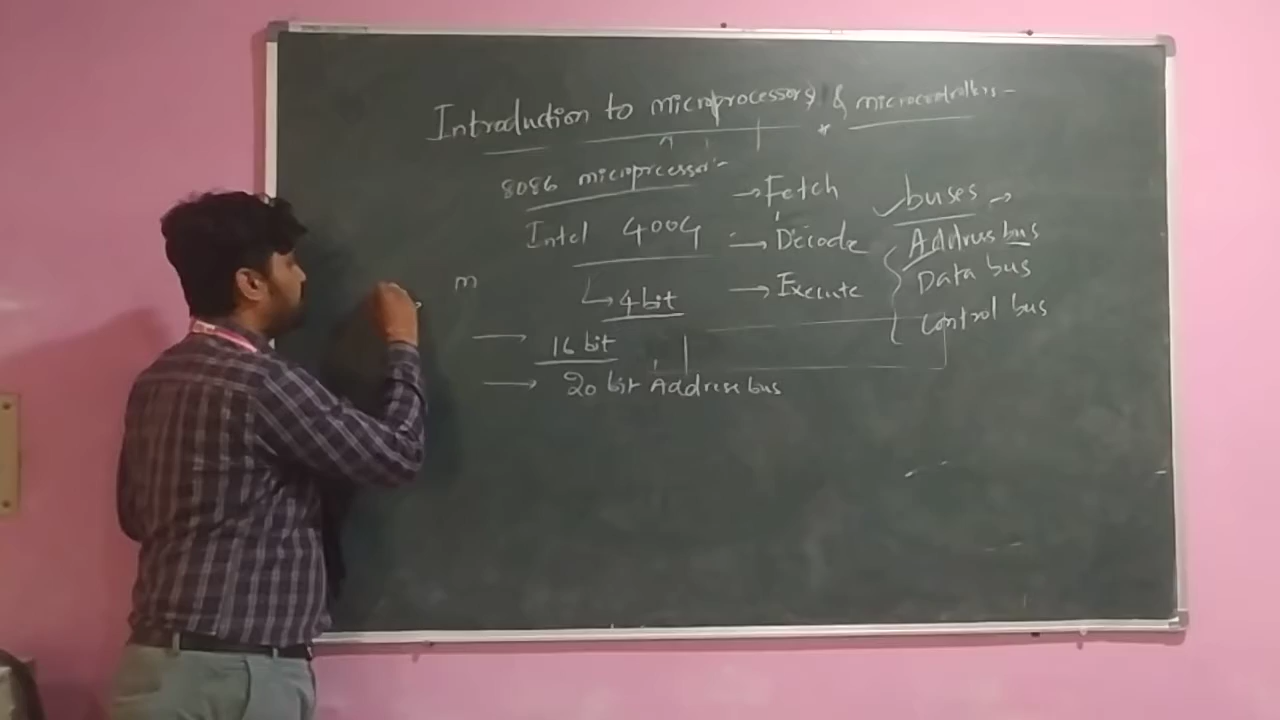 Introduction to microprocessors & microcontrollers -
8086 microprcessor:-
Intel 4004
→ 4 bit
→ 16 bit
→ 20 bit Address bus
m
→ Fetch
→ Decode
→ Execute
✓ buses →
Address bus
Data bus
Control bus